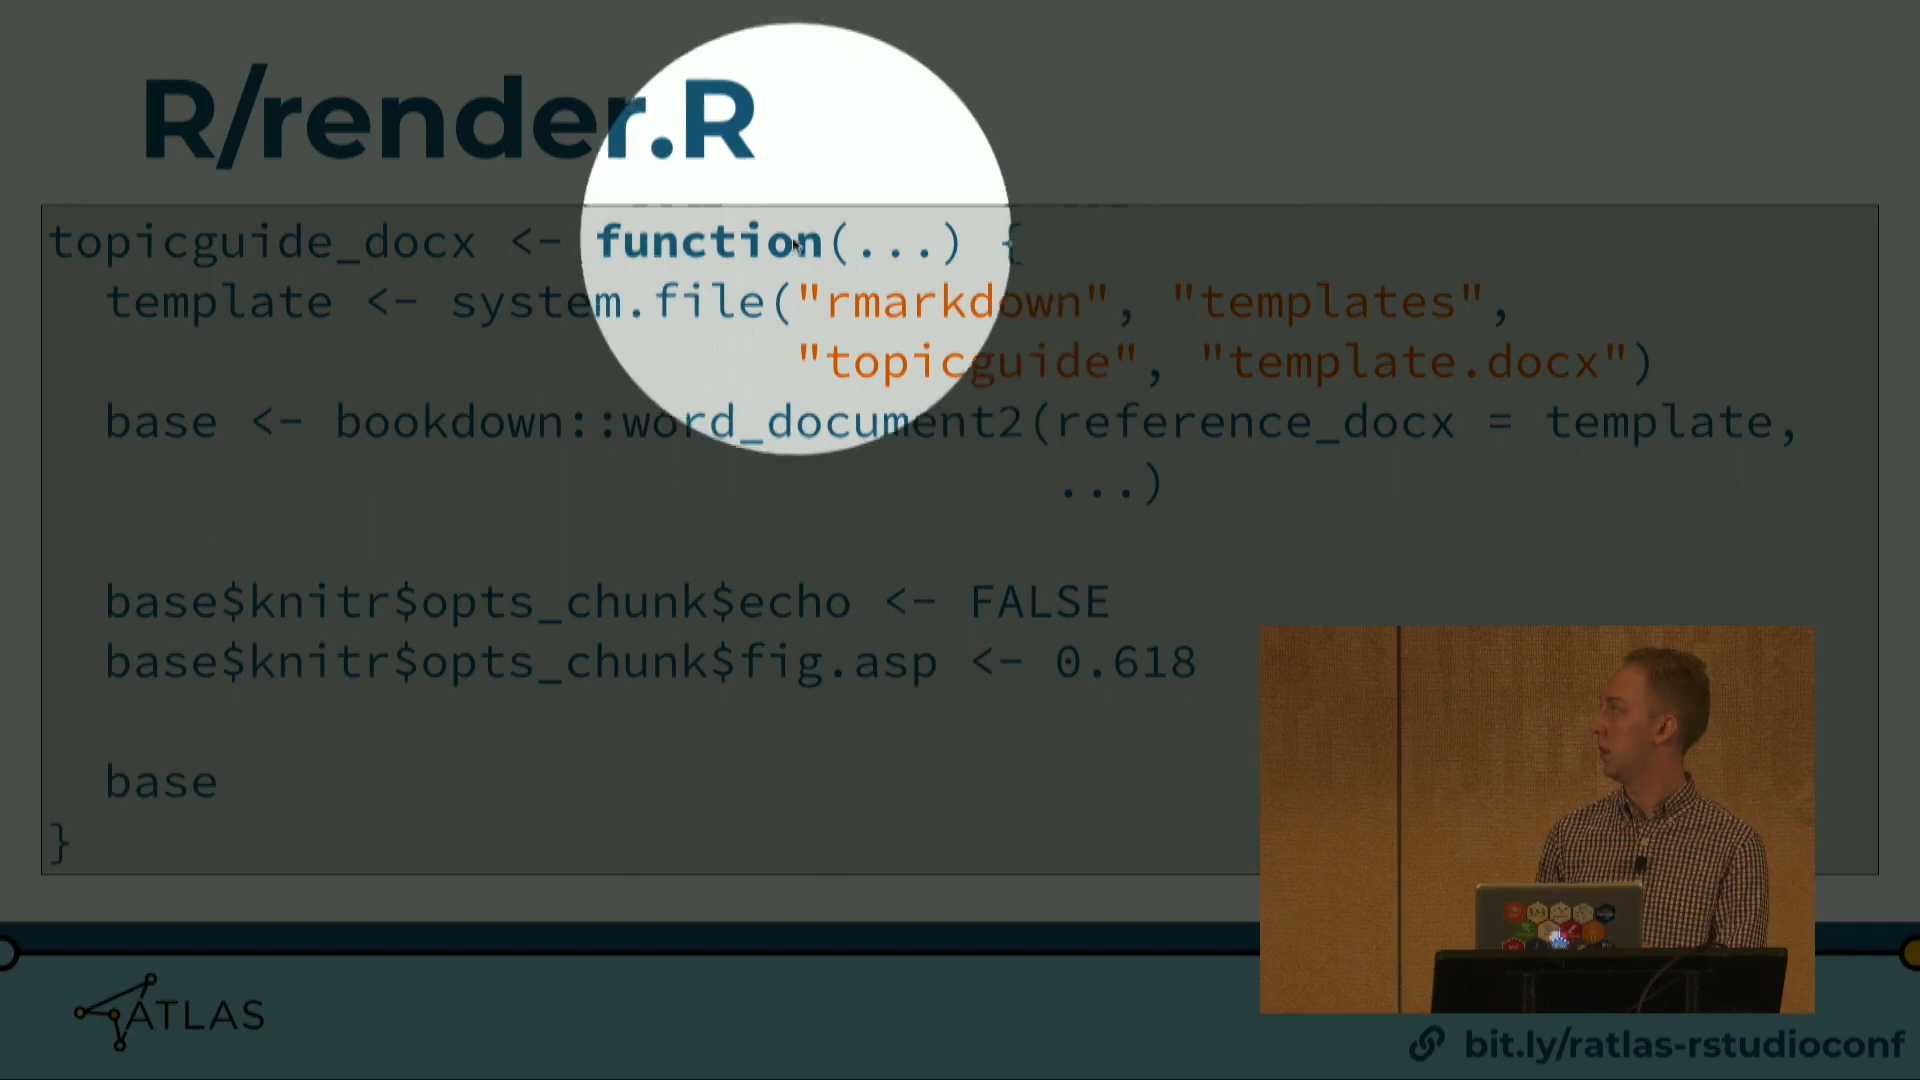 R/render.R
topicguide_docx <- function(...) {
  template <- system.file("rmarkdown", "templates",
                          "topicguide", "template.docx")
  base <- bookdown::word_document2(reference_docx = template,
                                   ...)
  base$knitr$opts_chunk$echo <- FALSE
  base$knitr$opts_chunk$fig.asp <- 0.618
  base
}
ATLAS
bit.ly/ratlas-rstudioconf